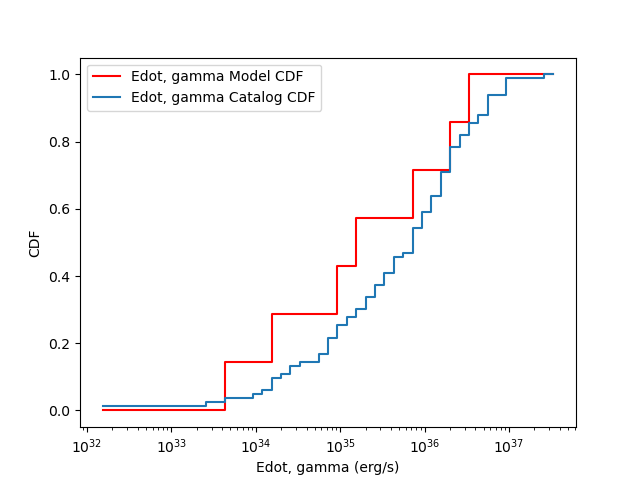 Edot, gamma Model CDF
Edot, gamma Catalog CDF
1.0
0.8
0.6
0.4
0.2
0.0
CDF
10^32 10^33 10^34 10^35 10^36 10^37
Edot, gamma (erg/s)